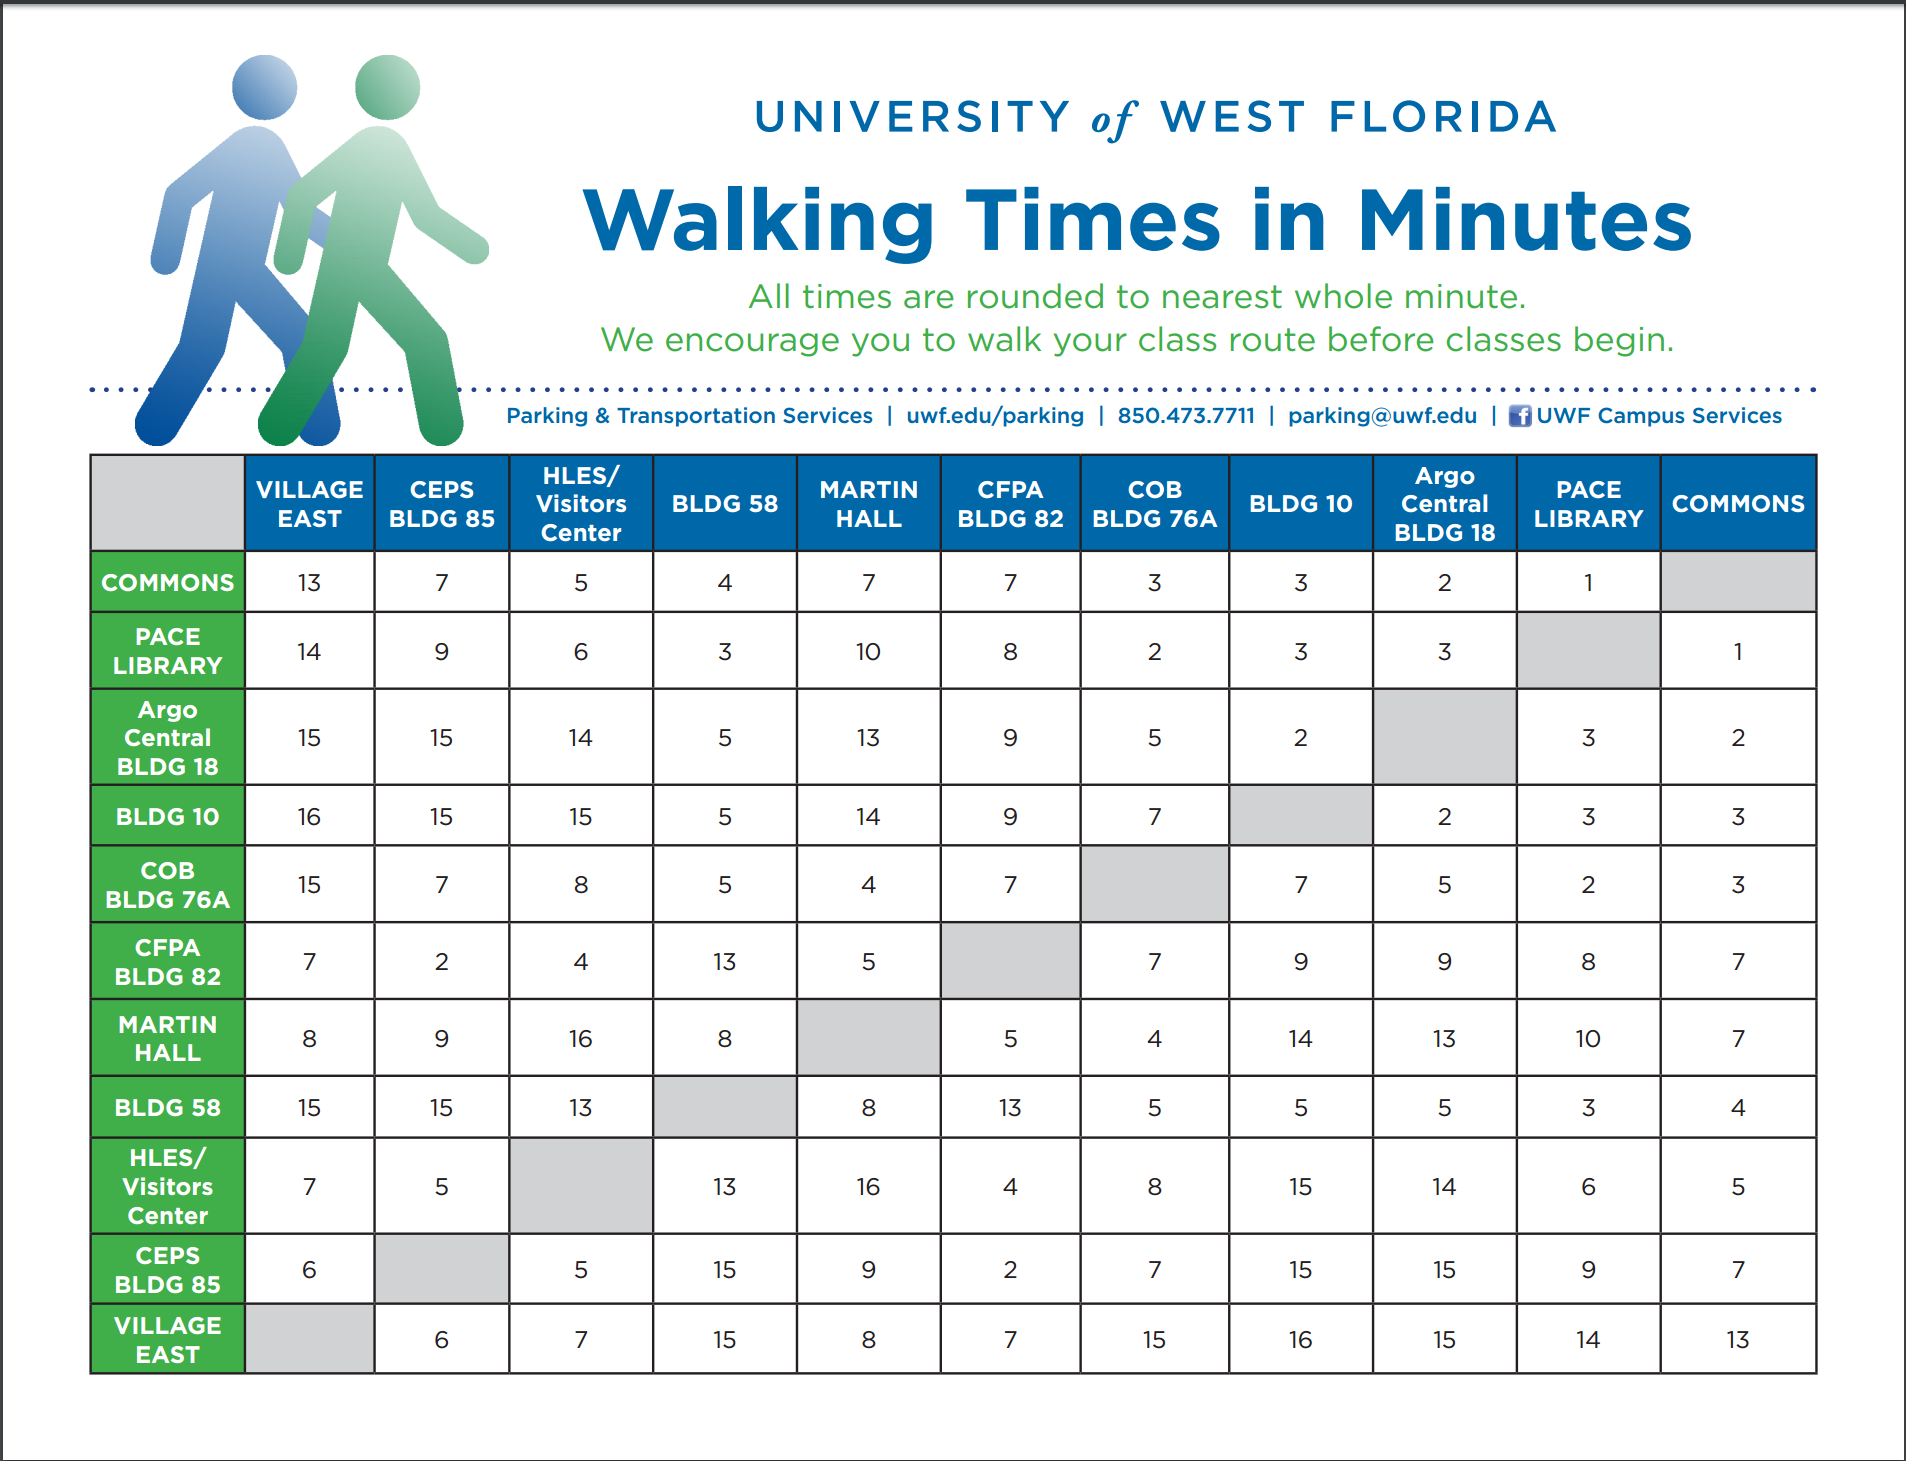 UNIVERSITY of WEST FLORIDA
Walking Times in Minutes
All times are rounded to nearest whole minute.
We encourage you to walk your class route before classes begin.
Parking & Transportation Services | uwf.edu/parking | 850.473.7711 | parking@uwf.edu | f UWF Campus Services
VILLAGE EAST CEPS BLDG 85 HLES/ Visitors Center BLDG 58 MARTIN HALL CFPA BLDG 82 COB BLDG 76A BLDG 10 Argo Central BLDG 18 PACE LIBRARY COMMONS
COMMONS 13 7 5 4 7 7 3 3 2 1
PACE LIBRARY 14 9 6 3 10 8 2 3 3 1
Argo Central BLDG 18 15 15 14 5 13 9 5 2 3 2
BLDG 10 16 15 15 5 14 9 7 2 3 3
COB BLDG 76A 15 7 8 5 4 7 7 5 2 3
CFPA BLDG 82 7 2 4 13 5 7 9 9 8 7
MARTIN HALL 8 9 16 8 5 4 14 13 10 7
BLDG 58 15 15 13 8 13 5 5 5 3 4
HLES/ Visitors Center 7 5 13 16 4 8 15 14 6 5
CEPS BLDG 85 6 5 15 9 2 7 15 15 9 7
VILLAGE EAST 6 7 15 8 7 15 16 15 14 13